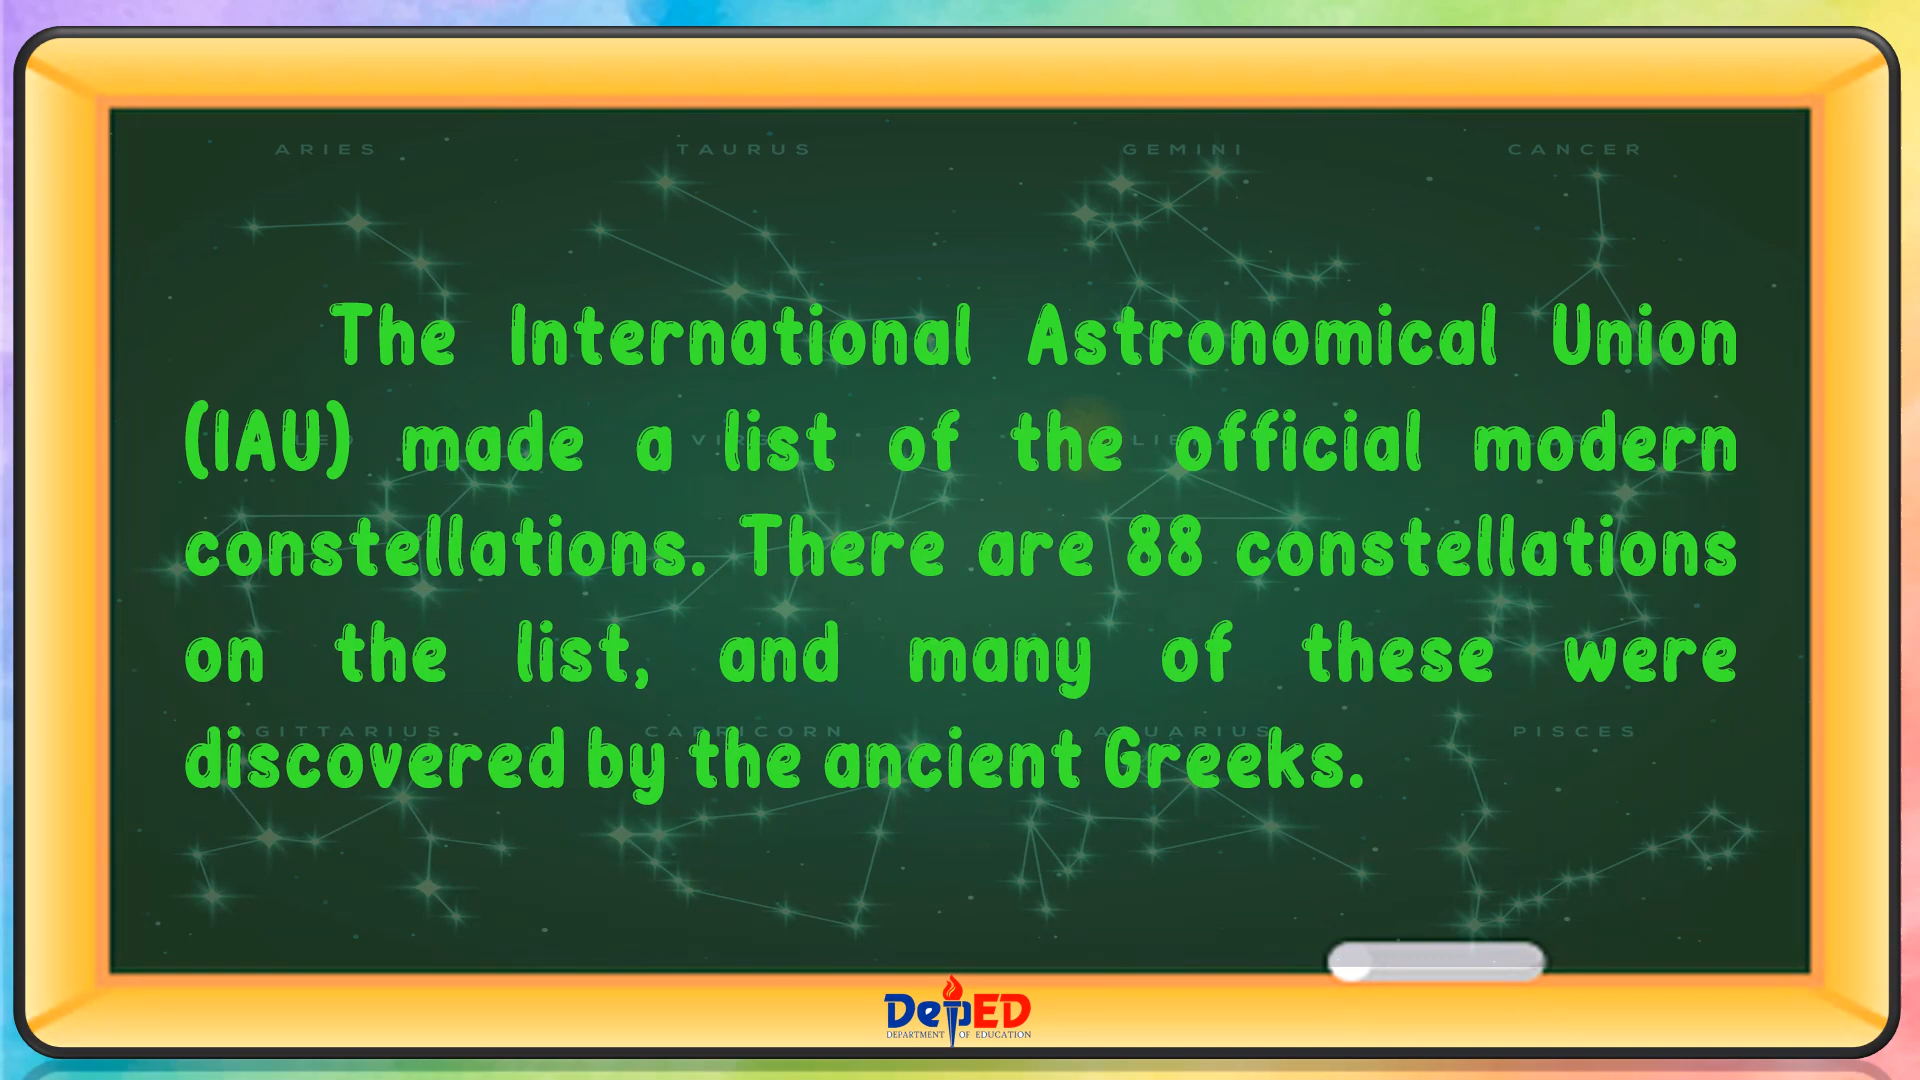 ARIES TAURUS GEMINI CANCER
The International Astronomical Union
(IAU) made a list of the official modern
constellations. There are 88 constellations
on the list, and many of these were
discovered by the ancient Greeks.
CAPRICORN AQUARIUS PISCES
DepED
DEPARTMENT OF EDUCATION